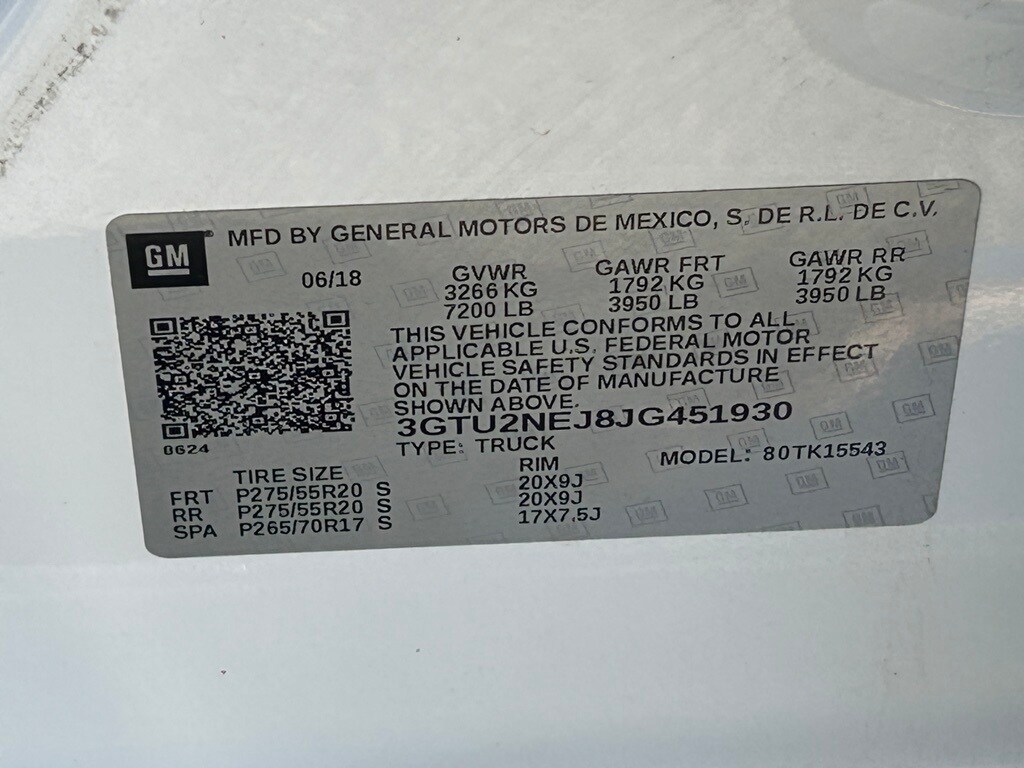 GM MFD BY GENERAL MOTORS DE MEXICO, S. DE R.L. DE C.V.
06/18 GVWR GAWR FRT GAWR RR
3266 KG 1792 KG 1792 KG
7200 LB 3950 LB 3950 LB
THIS VEHICLE CONFORMS TO ALL
APPLICABLE U.S. FEDERAL MOTOR
VEHICLE SAFETY STANDARDS IN EFFECT
ON THE DATE OF MANUFACTURE
SHOWN ABOVE.
3GTU2NEJ8JG451930
0624 TYPE: TRUCK MODEL: 80TK15543
TIRE SIZE RIM
FRT P275/55R20 S 20X9J
RR P275/55R20 S 20X9J
SPA P265/70R17 S 17X7.5J